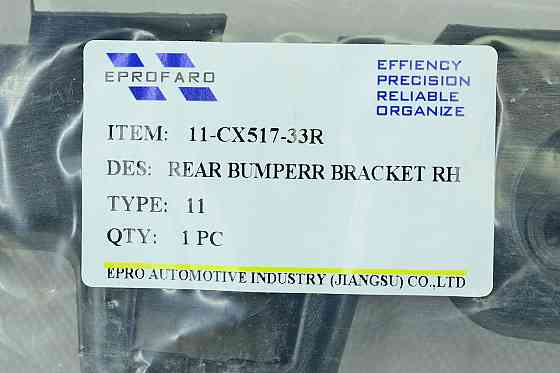 EPROFARO
EFFIENCY
PRECISION
RELIABLE
ORGANIZE
ITEM: 11-CX517-33R
DES: REAR BUMPERR BRACKET RH
TYPE: 11
QTY: 1 PC
EPRO AUTOMOTIVE INDUSTRY (JIANGSU) CO.,LTD